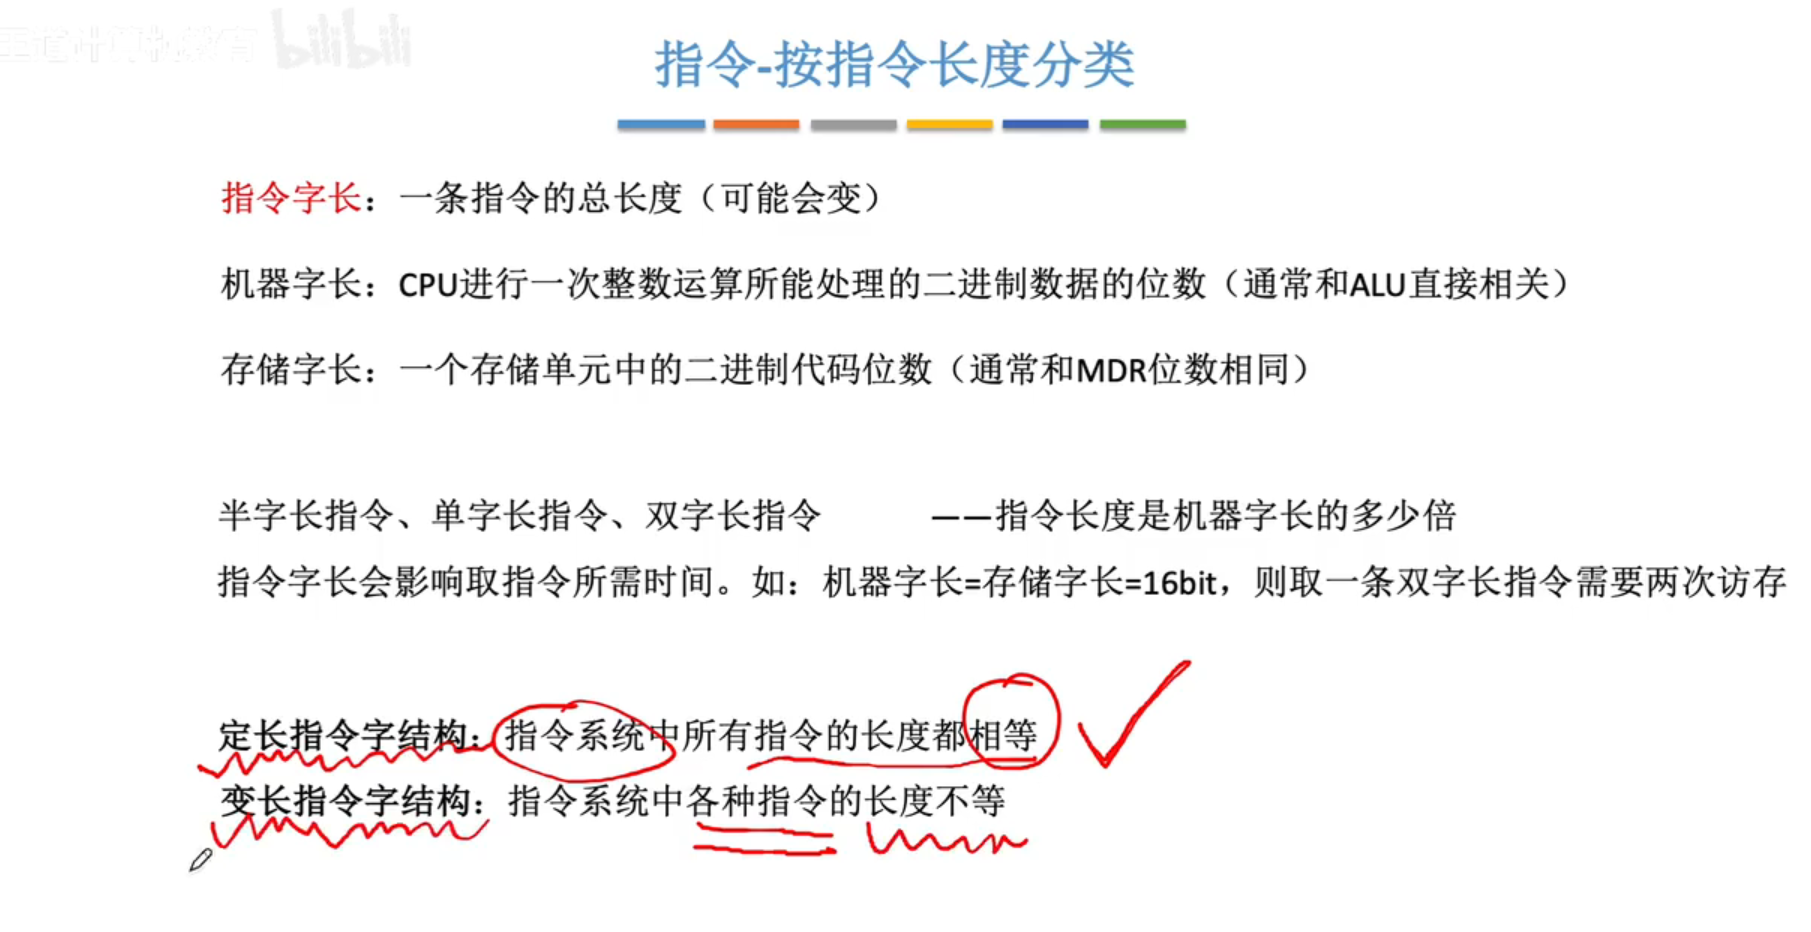 王道计算机教育 bilibili
指令-按指令长度分类
指令字长：一条指令的总长度（可能会变）
机器字长：CPU进行一次整数运算所能处理的二进制数据的位数（通常和ALU直接相关）
存储字长：一个存储单元中的二进制代码位数（通常和MDR位数相同）
半字长指令、单字长指令、双字长指令 ——指令长度是机器字长的多少倍
指令字长会影响取指令所需时间。如：机器字长=存储字长=16bit，则取一条双字长指令需要两次访存
定长指令字结构：指令系统中所有指令的长度都相等
变长指令字结构：指令系统中各种指令的长度不等